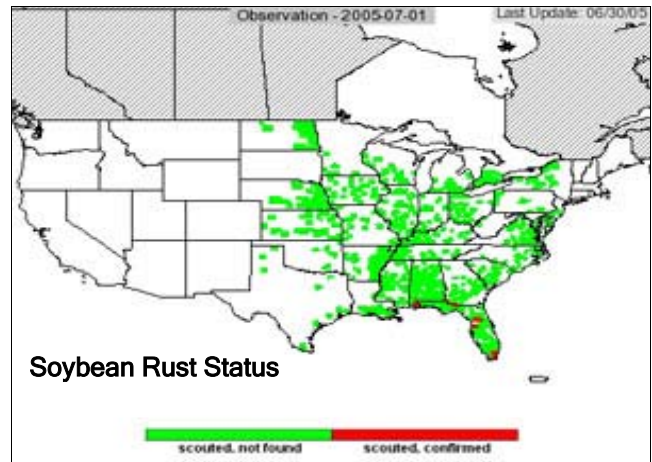 Observation - 2005-07-01
Last Update: 06/30/05
Soybean Rust Status
scouted, not found
scouted, confirmed